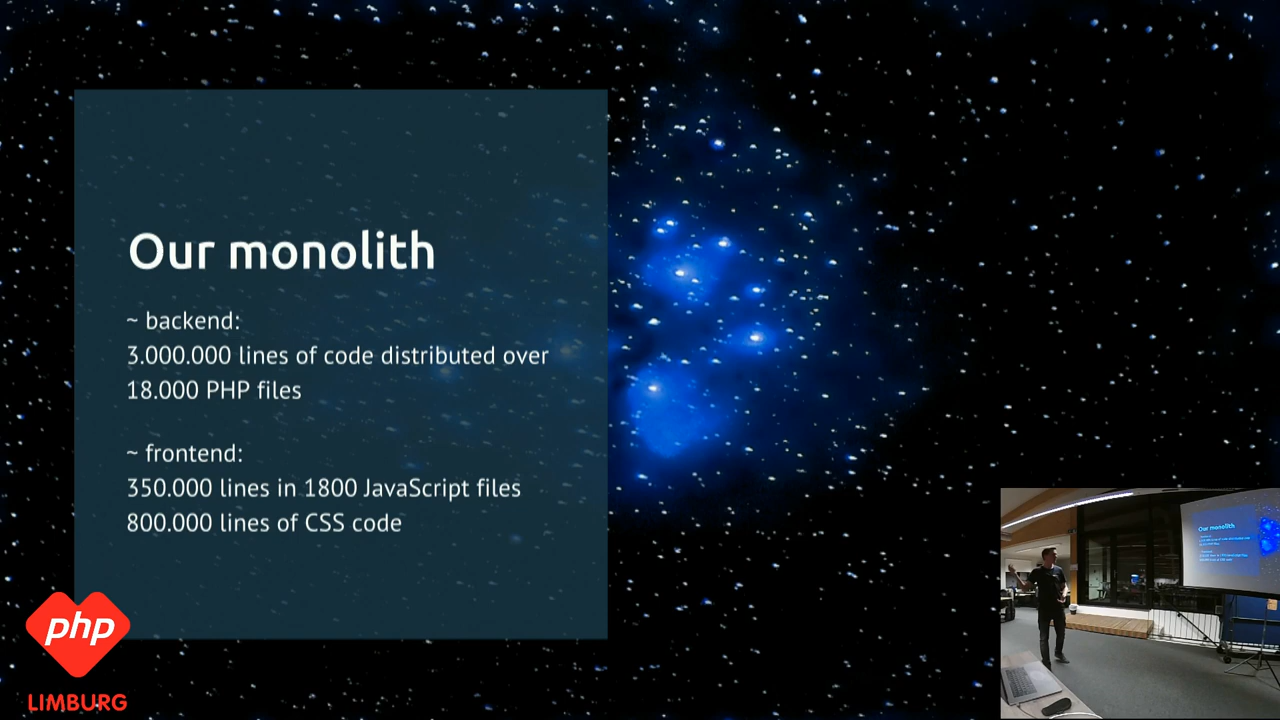 Our monolith
~ backend:
3.000.000 lines of code distributed over
18.000 PHP files
~ frontend:
350.000 lines in 1800 JavaScript files
800.000 lines of CSS code
php
LIMBURG
Our monolith